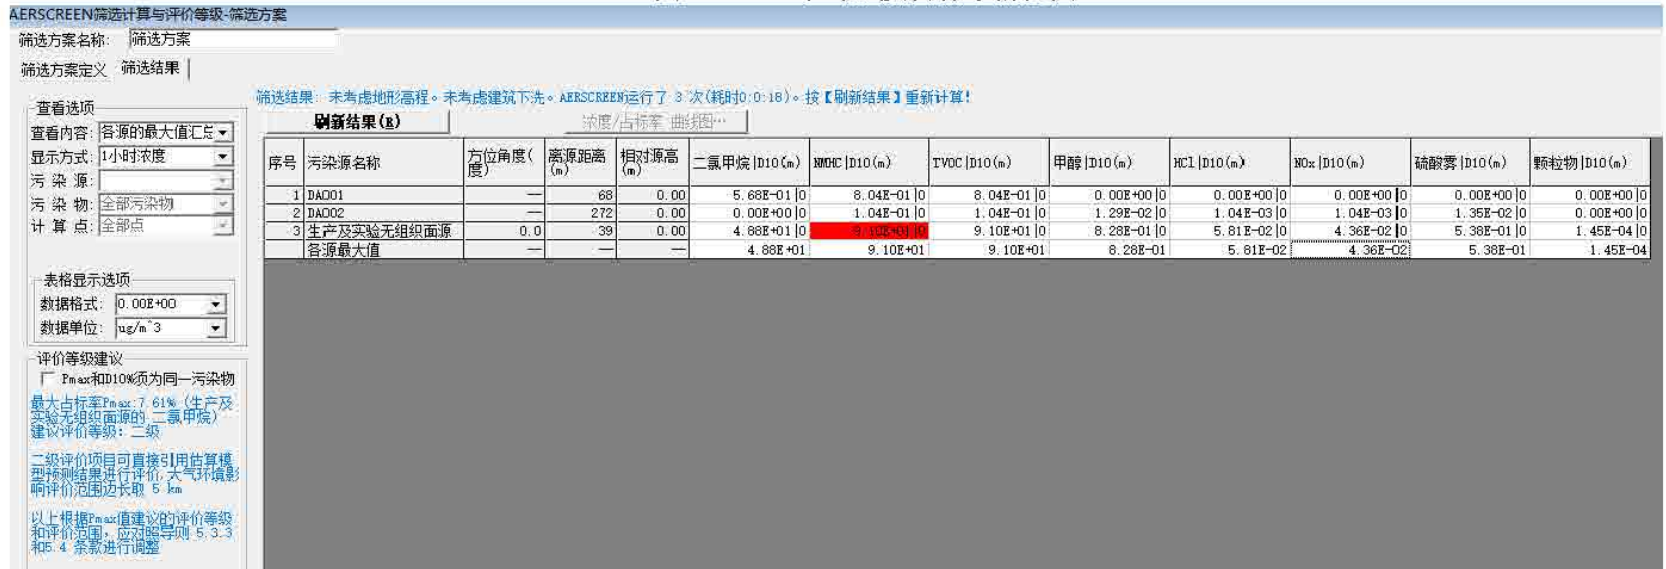 AERSCREEN筛选计算与评价等级-筛选方案
筛选方案名称: 筛选方案
筛选方案定义 筛选结果
查看选项
查看内容: 各源的最大值汇总
显示方式: 1小时浓度
污 染 源:
污 染 物: 全部污染物
计 算 点: 全部点
表格显示选项
数据格式: 0.00E+00
数据单位: ug/m^3
评价等级建议
Pmax和D10%须为同一污染物
最大占标率Pmax:7.61% (生产及
实验无组织面源的 二氯甲烷)
建议评价等级: 二级
二级评价项目可直接引用估算模
型预测结果进行评价,大气环境影
响评价范围边长取 5 km
以上根据Pmax值建议的评价等级
和评价范围, 应对照导则 5.3.3
和5.4 条款进行调整
筛选结果: 未考虑地形高程。未考虑建筑下洗。AERSCREEN运行了 3 次(耗时0:0:18)。按【刷新结果】重新计算!
刷新结果(R) 浓度/占标率 曲线图…
序号 污染源名称 方位角度(度) 离源距离(m) 相对源高(m) 二氯甲烷|D10(m) NMHC|D10(m) TVOC|D10(m) 甲醇|D10(m) HCl|D10(m) NOx|D10(m) 硫酸雾|D10(m) 颗粒物|D10(m)
1 DA001 — 68 0.00 5.68E-01|0 8.04E-01|0 8.04E-01|0 0.00E+00|0 0.00E+00|0 0.00E+00|0 0.00E+00|0 0.00E+00|0
2 DA002 — 272 0.00 0.00E+00|0 1.04E-01|0 1.04E-01|0 1.29E-02|0 1.04E-03|0 1.04E-03|0 1.35E-02|0 0.00E+00|0
3 生产及实验无组织面源 0.0 39 0.00 4.88E+01|0 9.10E+01|0 9.10E+01|0 8.28E-01|0 5.81E-02|0 4.36E-02|0 5.38E-01|0 1.45E-04|0
各源最大值 — — — 4.88E+01 9.10E+01 9.10E+01 8.28E-01 5.81E-02 4.36E-02 5.38E-01 1.45E-04